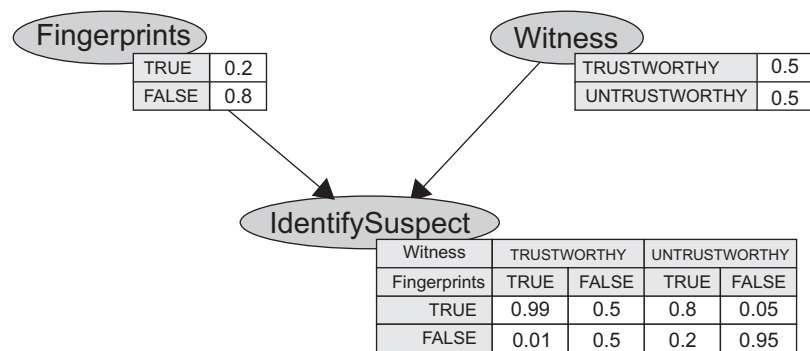 Fingerprints
TRUE 0.2
FALSE 0.8
Witness
TRUSTWORTHY 0.5
UNTRUSTWORTHY 0.5
IdentifySuspect
Witness TRUSTWORTHY UNTRUSTWORTHY
Fingerprints TRUE FALSE TRUE FALSE
TRUE 0.99 0.5 0.8 0.05
FALSE 0.01 0.5 0.2 0.95